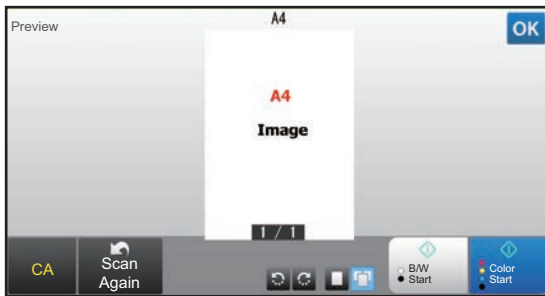 A4
Preview
OK
A4
Image
1 / 1
CA
Scan
Again
B/W
Start
Color
Start